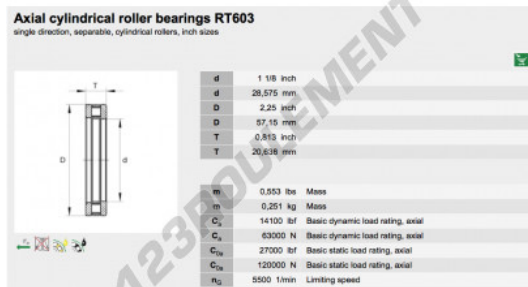 Axial cylindrical roller bearings RT603
single direction, separable, cylindrical rollers, inch sizes
T
D
d
d 1 1/8 inch
d 28,575 mm
D 2,25 inch
D 57,15 mm
T 0,813 inch
T 20,638 mm
m 0,553 lbs Mass
m 0,251 kg Mass
Ca 14100 lbf Basic dynamic load rating, axial
Ca 63000 N Basic dynamic load rating, axial
C0a 27000 lbf Basic static load rating, axial
C0a 120000 N Basic static load rating, axial
nG 5500 1/min Limiting speed
123ROULEMENT